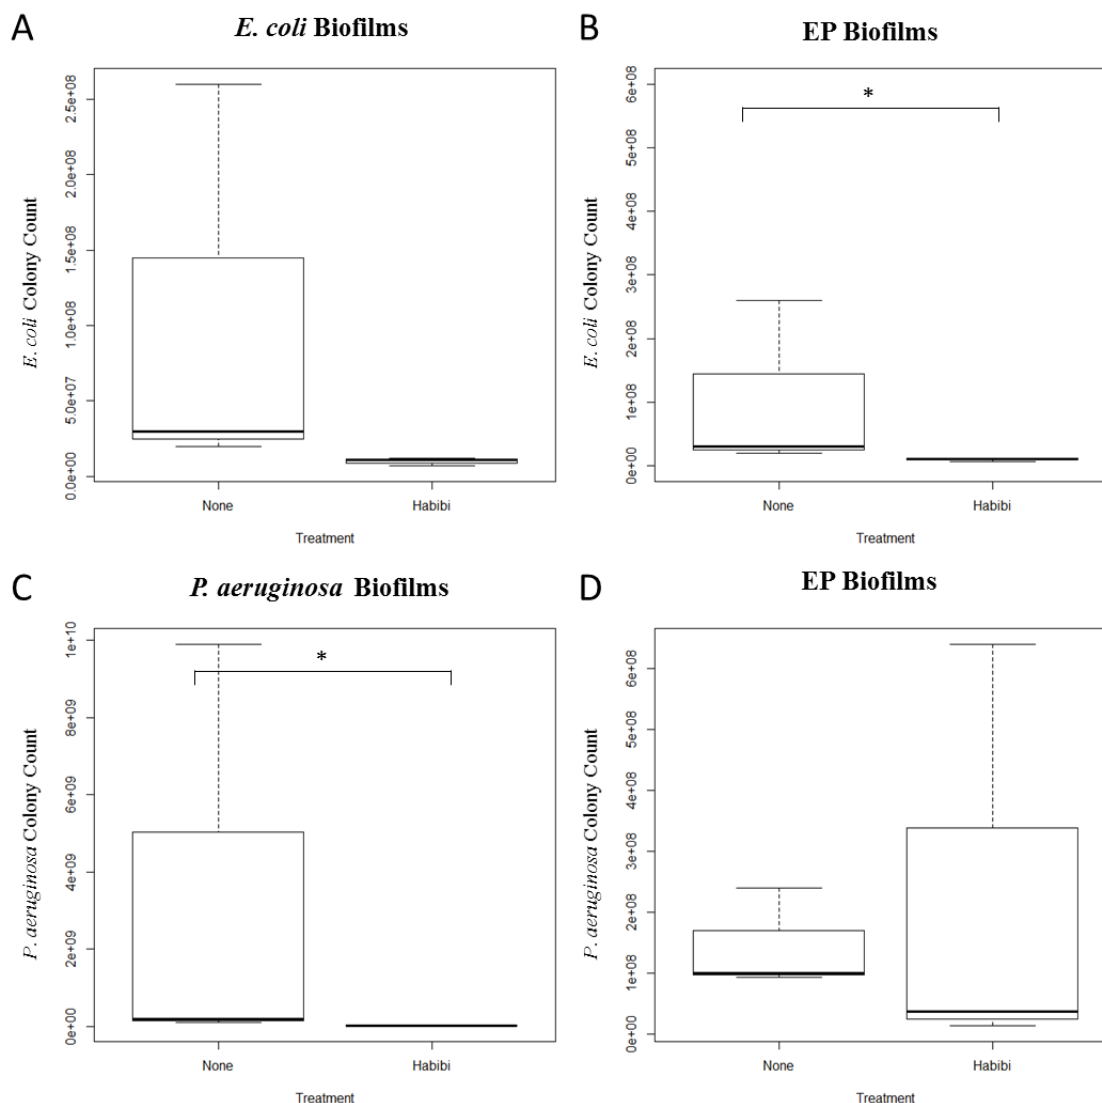 A
E. coli Biofilms
E. coli Colony Count
2.5e+08
2.0e+08
1.5e+08
1.0e+08
5.0e+07
0.0e+00
None
Habibi
Treatment
B
EP Biofilms
E. coli Colony Count
6e+08
5e+08
4e+08
3e+08
2e+08
1e+08
0e+00
*
None
Habibi
Treatment
C
P. aeruginosa Biofilms
P. aeruginosa Colony Count
1e+10
8e+09
6e+09
4e+09
2e+09
0e+00
*
None
Habibi
Treatment
D
EP Biofilms
P. aeruginosa Colony Count
6e+08
5e+08
4e+08
3e+08
2e+08
1e+08
0e+00
None
Habibi
Treatment